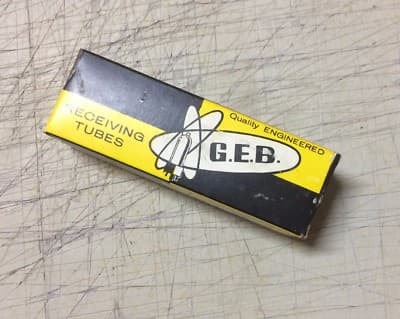 RECEIVING
TUBES
Quality ENGINEERED
G.E.B.